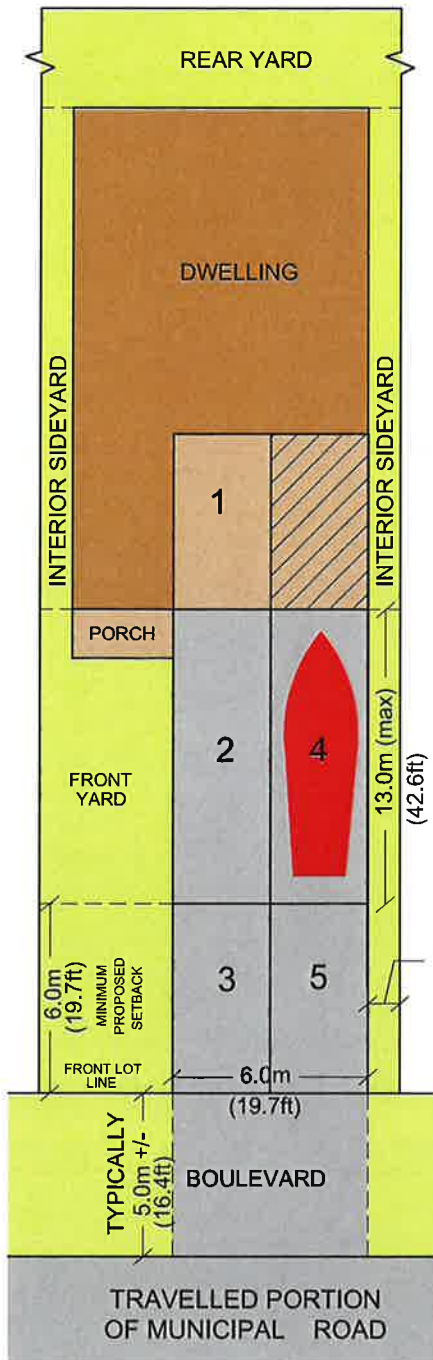 REAR YARD
DWELLING
INTERIOR SIDEYARD
INTERIOR SIDEYARD
1
PORCH
2
4
13.0m (max)
(42.6ft)
FRONT
YARD
6.0m
(19.7ft)
MINIMUM
PROPOSED
SETBACK
3
5
FRONT LOT
LINE
6.0m
(19.7ft)
TYPICALLY
5.0m +/-
(16.4ft)
BOULEVARD
TRAVELLED PORTION
OF MUNICIPAL ROAD